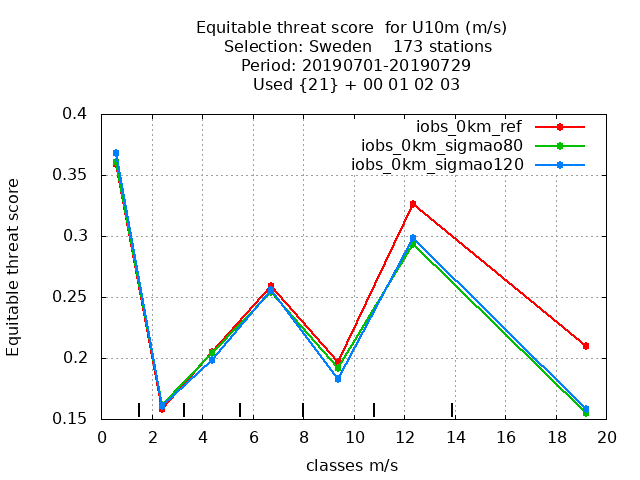 Equitable threat score  for U10m (m/s)
Selection: Sweden    173 stations
Period: 20190701-20190729
Used {21} + 00 01 02 03
iobs_0km_ref
iobs_0km_sigmao80
iobs_0km_sigmao120
Equitable threat score
0.4
0.35
0.3
0.25
0.2
0.15
0 2 4 6 8 10 12 14 16 18 20
classes m/s